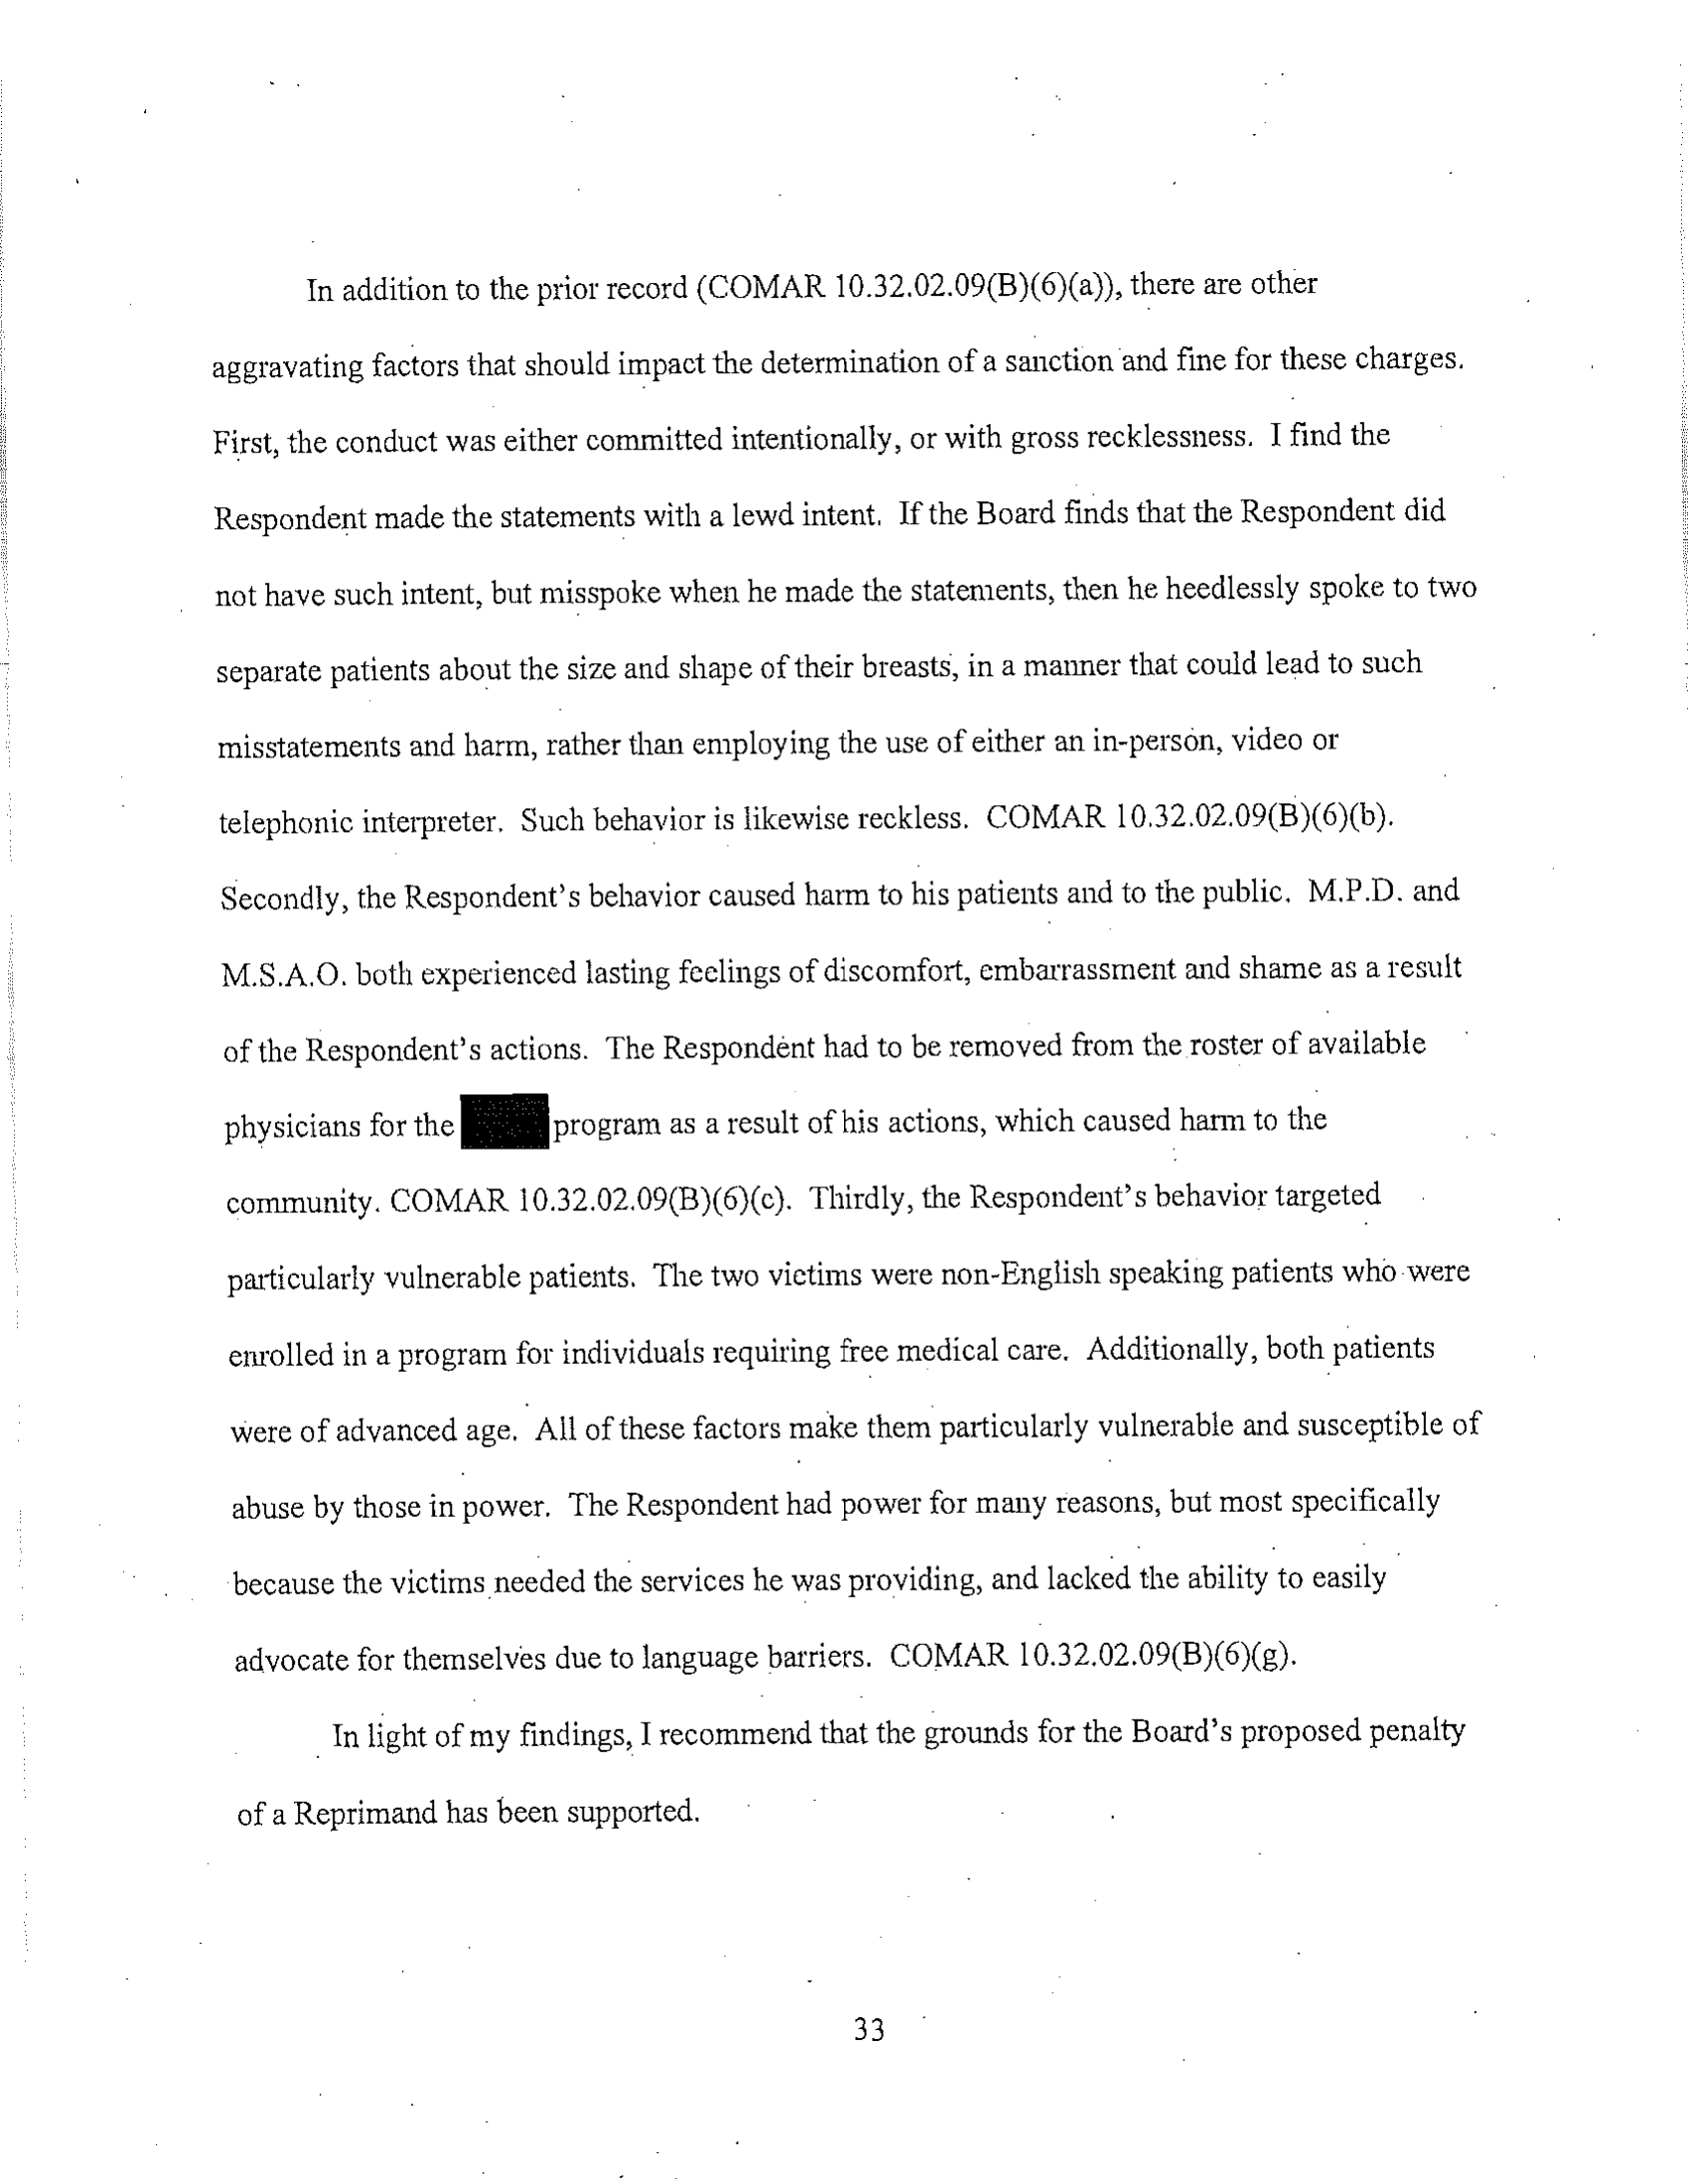 In addition to the prior record (COMAR 10.32.02.09(B)(6)(a)), there are other
aggravating factors that should impact the determination of a sanction and fine for these charges.
First, the conduct was either committed intentionally, or with gross recklessness. I find the
Respondent made the statements with a lewd intent. If the Board finds that the Respondent did
not have such intent, but misspoke when he made the statements, then he heedlessly spoke to two
separate patients about the size and shape of their breasts, in a manner that could lead to such
misstatements and harm, rather than employing the use of either an in-person, video or
telephonic interpreter. Such behavior is likewise reckless. COMAR 10.32.02.09(B)(6)(b).
Secondly, the Respondent's behavior caused harm to his patients and to the public. M.P.D. and
M.S.A.O. both experienced lasting feelings of discomfort, embarrassment and shame as a result
of the Respondent's actions. The Respondent had to be removed from the roster of available
physicians for the program as a result of his actions, which caused harm to the
community. COMAR 10.32.02.09(B)(6)(c). Thirdly, the Respondent's behavior targeted
particularly vulnerable patients. The two victims were non-English speaking patients who were
enrolled in a program for individuals requiring free medical care. Additionally, both patients
were of advanced age. All of these factors make them particularly vulnerable and susceptible of
abuse by those in power. The Respondent had power for many reasons, but most specifically
because the victims needed the services he was providing, and lacked the ability to easily
advocate for themselves due to language barriers. COMAR 10.32.02.09(B)(6)(g).
In light of my findings, I recommend that the grounds for the Board's proposed penalty
of a Reprimand has been supported.
33